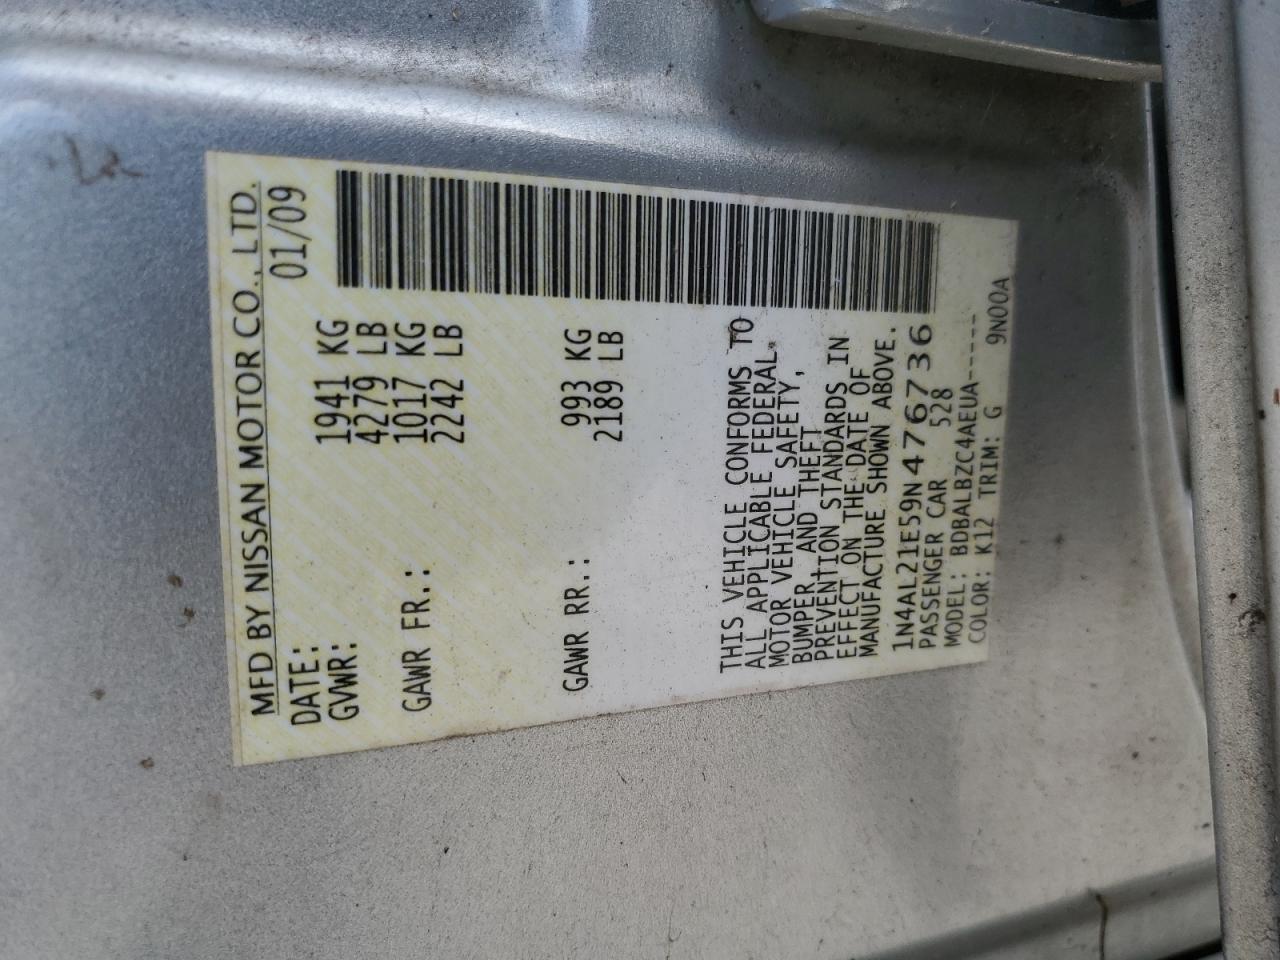 MFD BY NISSAN MOTOR CO., LTD.
DATE: 01/09
GVWR: 1941 KG
4279 LB
GAWR FR.: 1017 KG
2242 LB
GAWR RR.: 993 KG
2189 LB
THIS VEHICLE CONFORMS TO
ALL APPLICABLE FEDERAL
MOTOR VEHICLE SAFETY,
BUMPER, AND THEFT
PREVENTION STANDARDS IN
EFFECT ON THE DATE OF
MANUFACTURE SHOWN ABOVE.
1N4AL21E59N476736
PASSENGER CAR 528
MODEL: BDBALBZC4AEUA-----
COLOR: K12 TRIM: G 9N00A